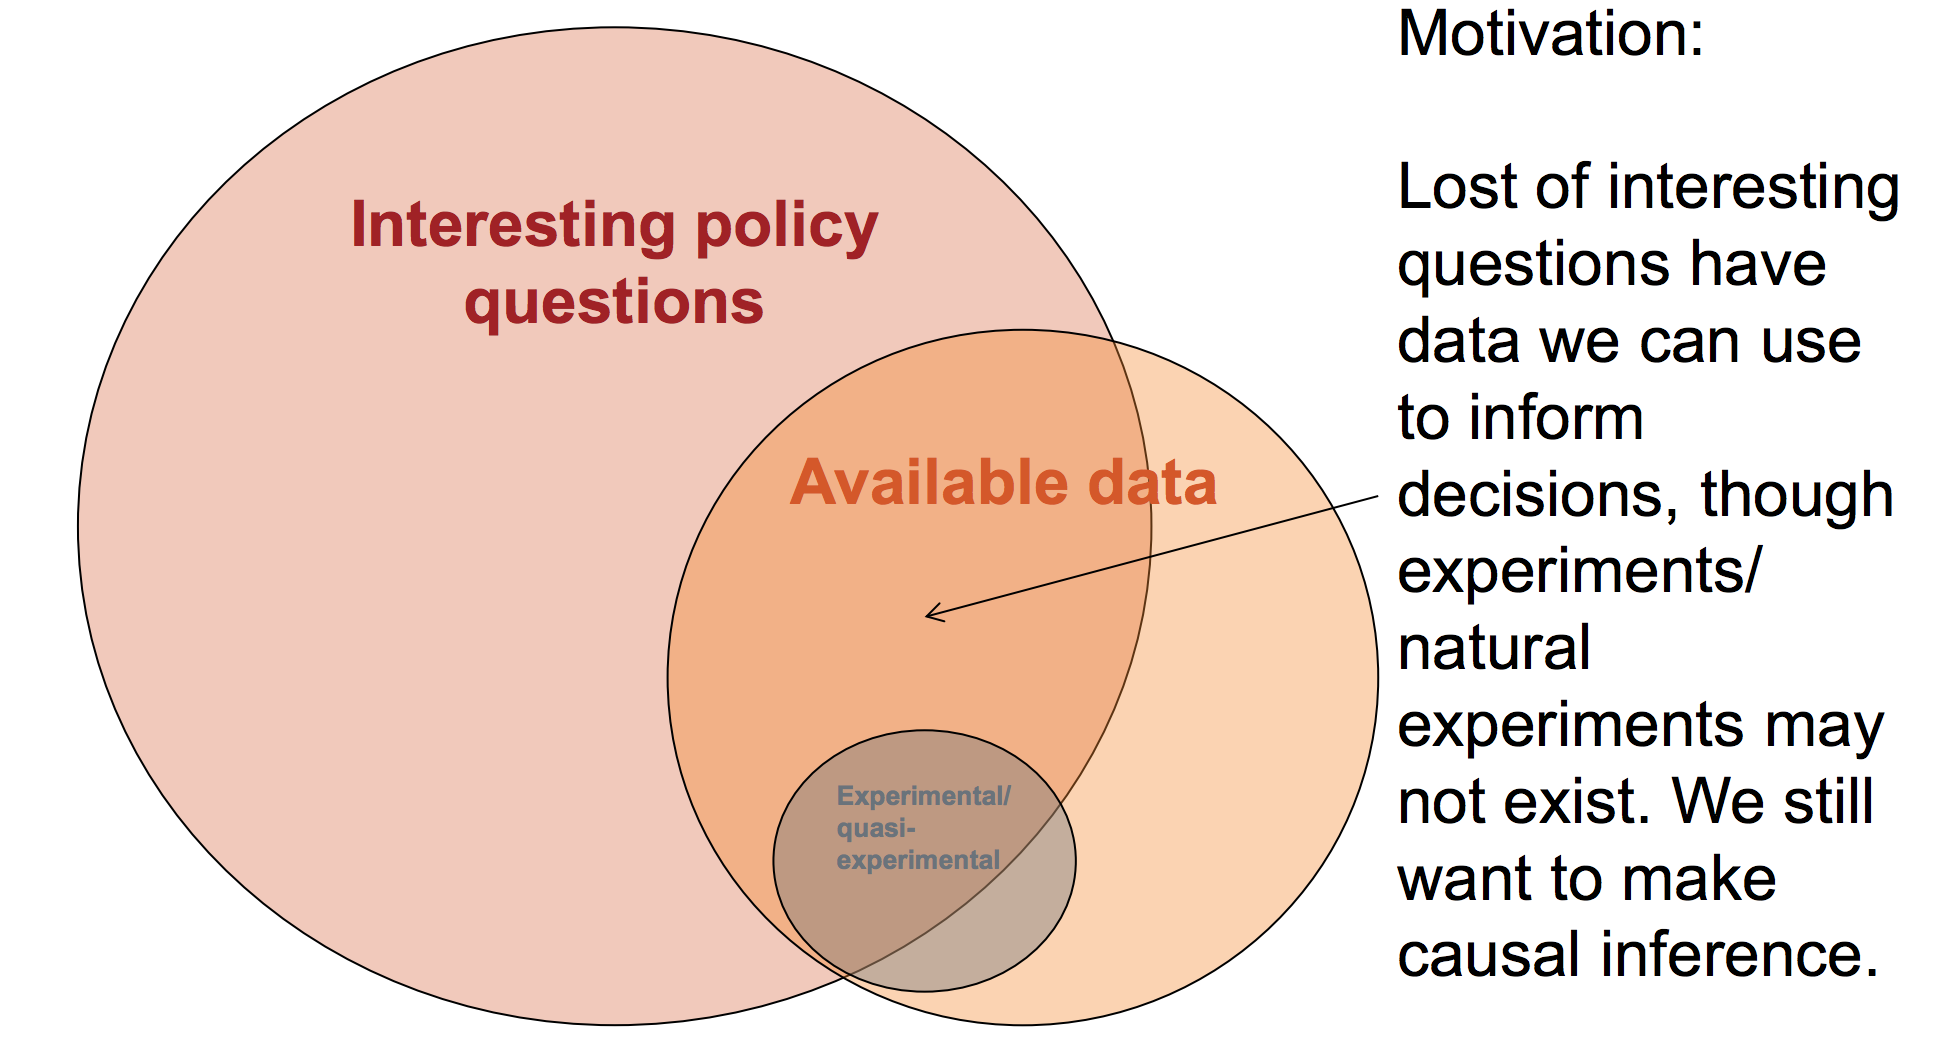 Motivation:
Interesting policy
questions
Available data
Experimental/
quasi-
experimental
Lost of interesting
questions have
data we can use
to inform
decisions, though
experiments/
natural
experiments may
not exist. We still
want to make
causal inference.